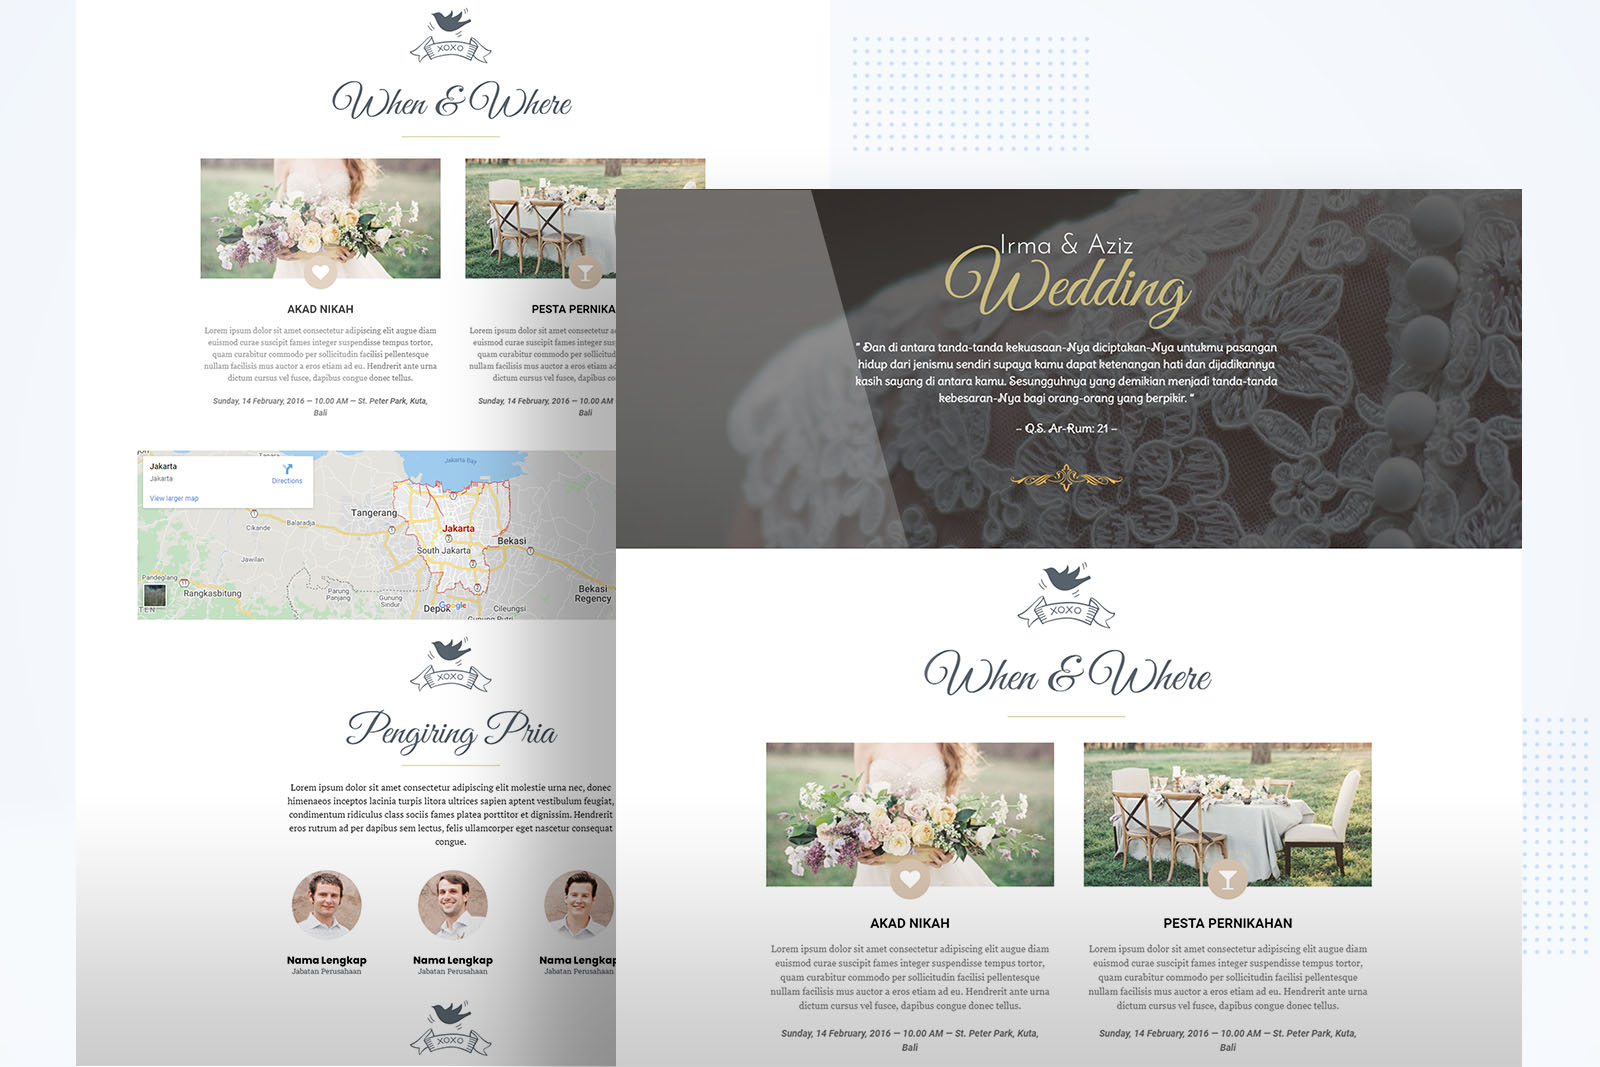 XOXO
When & Where
AKAD NIKAH
Lorem ipsum dolor sit amet consectetur adipiscing elit augue diam
euismod curae suscipit fames integer suspendisse tempus tortor,
quam curabitur commodo per sollicitudin facilisi pellentesque
nullam facilisis mus auctor a eros etiam ad eu. Hendrerit ante urna
dictum cursus vel fusce, dapibus congue donec tellus.
Sunday, 14 February, 2016 — 10.00 AM — St. Peter Park, Kuta,
Bali
PESTA PERNIKA
Lorem ipsum dolor sit amet consectetur
euismod curae suscipit fames integer
quam curabitur commodo per sollicitud
nullam facilisis mus auctor a eros etiam
dictum cursus vel fusce, dapibus
Sunday, 14 February, 2016 — 10.00 AM
Bali
Jakarta
Jakarta
Directions
View larger map
Jakarta Bay
Tangerang
Cikande
Balaradja
Jakarta
Bekasi
South Jakarta
Jawilan
Pandeglang
Rangkasbitung
Parung
Panjang
Gunung
Sindur
Depok
Google
Cileungsi
Bekasi
Regency
TEN
XOXO
Pengiring Pria
Lorem ipsum dolor sit amet consectetur adipiscing elit molestie urna nec, donec
himenaeos inceptos lacinia turpis litora ultrices sapien aptent vestibulum feugiat,
condimentum ridiculus class sociis fames platea porttitor et dignissim. Hendrerit
eros rutrum ad per dapibus sem lectus, felis ullamcorper eget nascetur consequat
congue.
Nama Lengkap
Jabatan Perusahaan
Nama Lengkap
Jabatan Perusahaan
Nama Lengkap
Jabatan Perusahaan
XOXO
Irma & Aziz
Wedding
" Dan di antara tanda-tanda kekuasaan-Nya diciptakan-Nya untukmu pasangan
hidup dari jenismu sendiri supaya kamu dapat ketenangan hati dan dijadikannya
kasih sayang di antara kamu. Sesungguhnya yang demikian menjadi tanda-tanda
kebesaran-Nya bagi orang-orang yang berpikir. "
– Q.S. Ar-Rum: 21 –
XOXO
When & Where
AKAD NIKAH
Lorem ipsum dolor sit amet consectetur adipiscing elit augue diam
euismod curae suscipit fames integer suspendisse tempus tortor,
quam curabitur commodo per sollicitudin facilisi pellentesque
nullam facilisis mus auctor a eros etiam ad eu. Hendrerit ante urna
dictum cursus vel fusce, dapibus congue donec tellus.
Sunday, 14 February, 2016 — 10.00 AM — St. Peter Park, Kuta,
Bali
PESTA PERNIKAHAN
Lorem ipsum dolor sit amet consectetur adipiscing elit augue diam
euismod curae suscipit fames integer suspendisse tempus tortor,
quam curabitur commodo per sollicitudin facilisi pellentesque
nullam facilisis mus auctor a eros etiam ad eu. Hendrerit ante urna
dictum cursus vel fusce, dapibus congue donec tellus.
Sunday, 14 February, 2016 — 10.00 AM — St. Peter Park, Kuta,
Bali